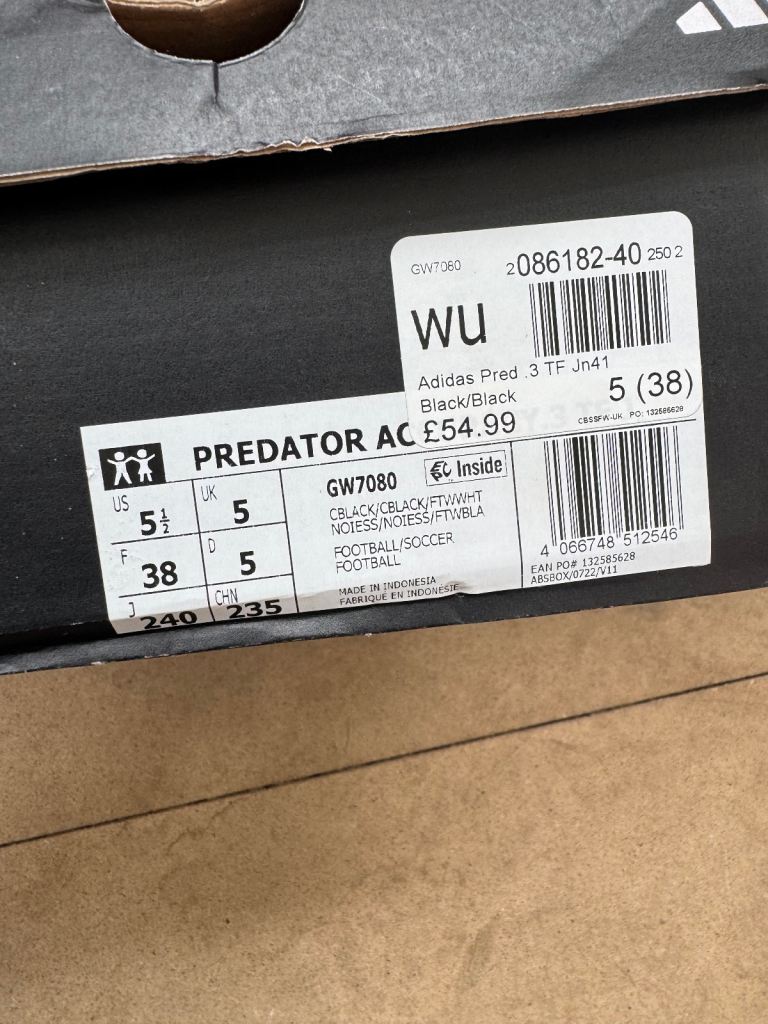 GW7080
2086182-40 250 2
WU
Adidas Pred .3 TF Jn41
Black/Black
5 (38)
£54.99
CBSSFW-UK PO: 132585628
PREDATOR AC
US
5½
UK
5
F
38
D
5
J
240
CHN
235
GW7080
Inside
CBLACK/CBLACK/FTWWHT
NOIESS/NOIESS/FTWBLA
FOOTBALL/SOCCER
FOOTBALL
MADE IN INDONESIA
FABRIQUÉ EN INDONÉSIE
4 066748 512546
EAN PO# 132585628
ABSBOX/0722/V11